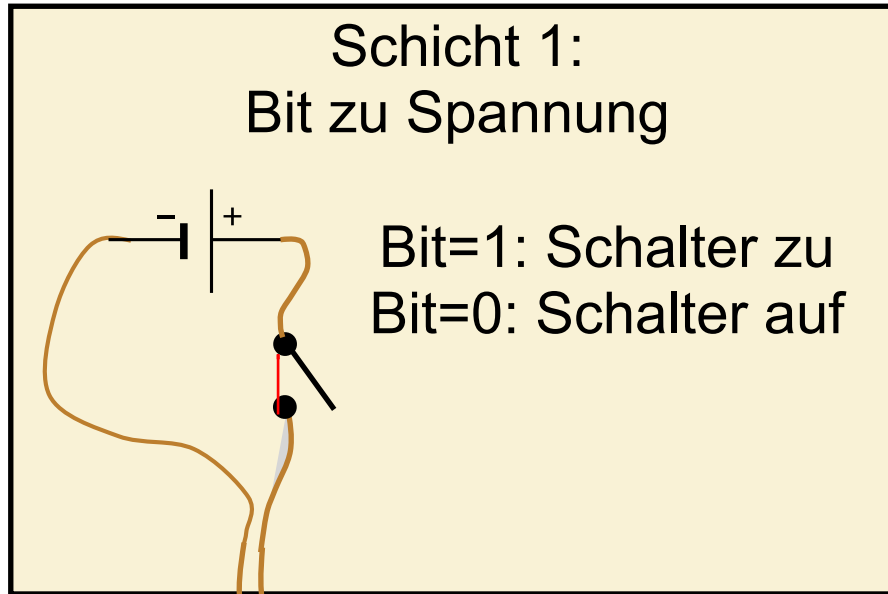 Schicht 1:
Bit zu Spannung
− +
Bit=1: Schalter zu
Bit=0: Schalter auf